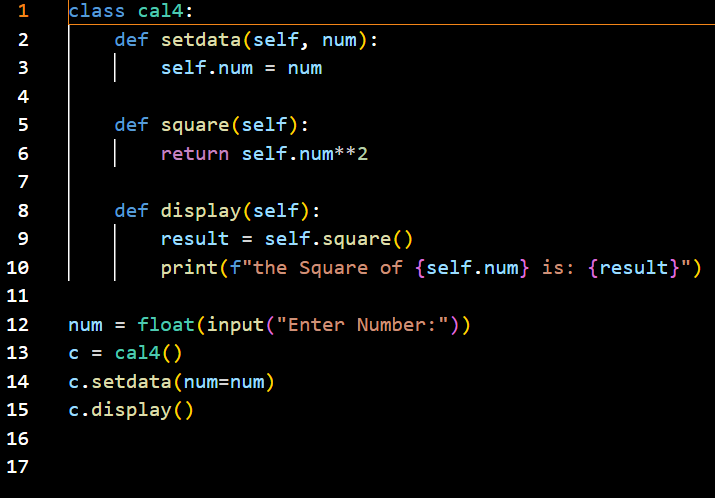 1 class cal4:
2     def setdata(self, num):
3         self.num = num
4
5     def square(self):
6         return self.num**2
7
8     def display(self):
9         result = self.square()
10         print(f"the Square of {self.num} is: {result}")
11
12 num = float(input("Enter Number:"))
13 c = cal4()
14 c.setdata(num=num)
15 c.display()
16
17